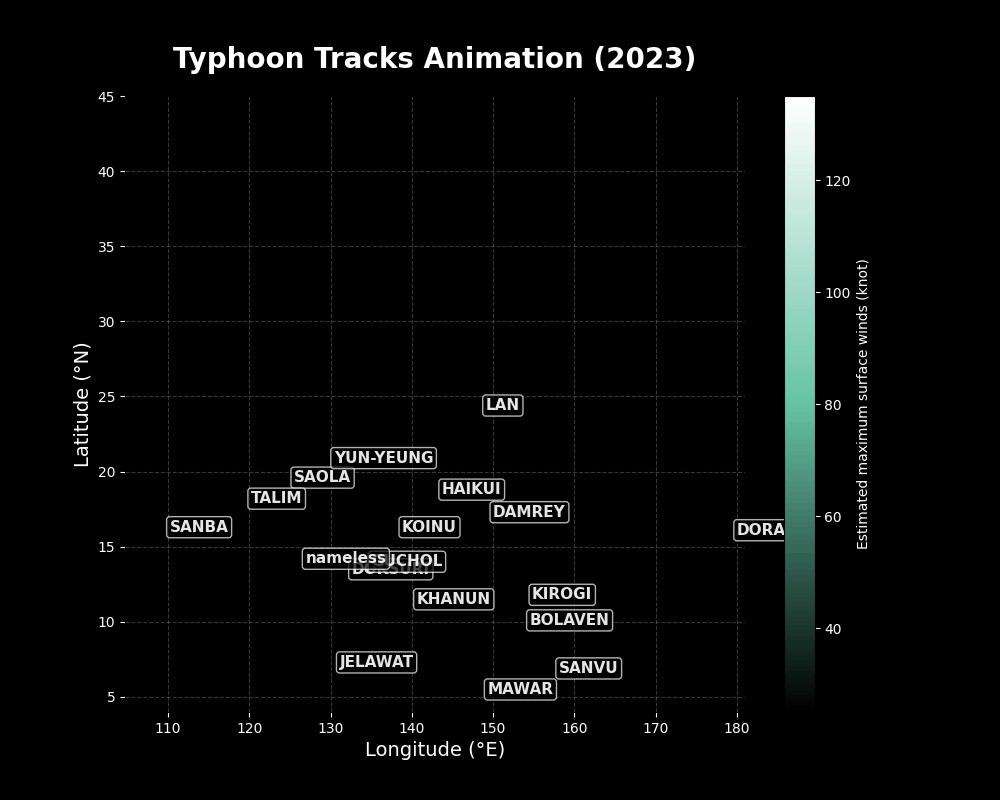 Typhoon Tracks Animation (2023)
45
40
35
30
25
20
15
10
5
Latitude (°N)
LAN
YUN-YEUNG
SAOLA
HAIKUI
TALIM
DAMREY
SANBA
KOINU
DORA
nameless
UCHOL
KHANUN
KIROGI
BOLAVEN
JELAWAT
SANVU
MAWAR
110 120 130 140 150 160 170 180
Longitude (°E)
120
100
80
60
40
Estimated maximum surface winds (knot)